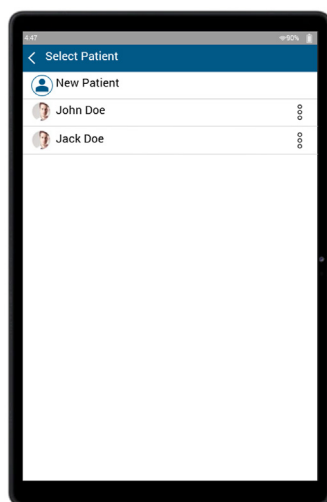 4:47
90%
Select Patient
New Patient
John Doe
Jack Doe